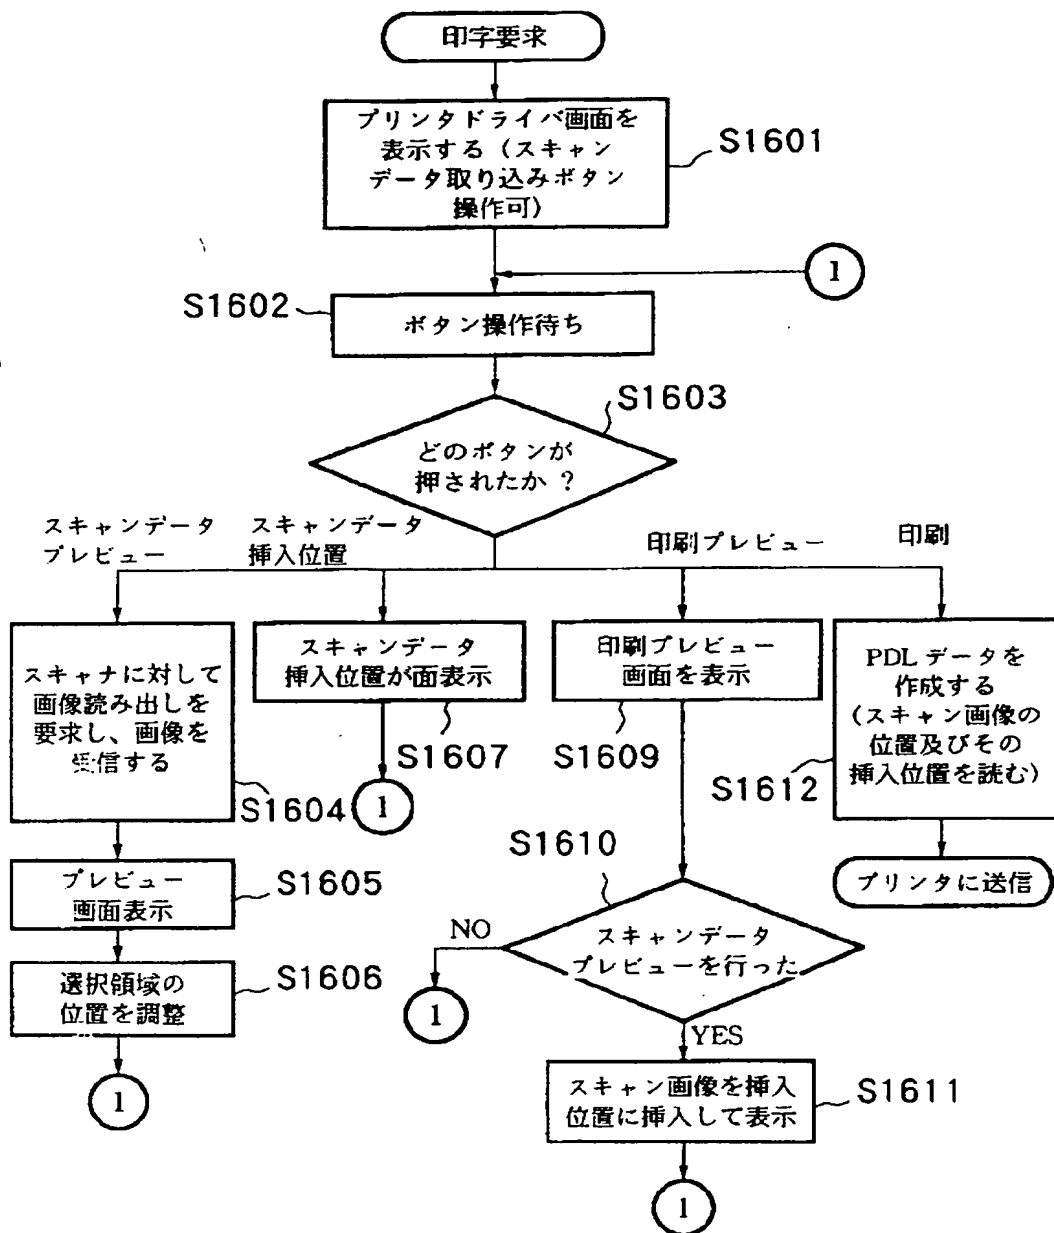 印字要求
プリンタドライバ画面を
表示する（スキャン
データ取り込みボタン
操作可）
S1601
1
S1602
ボタン操作待ち
S1603
どのボタンが
押されたか ?
スキャンデータ
プレビュー
スキャンデータ
挿入位置
印刷プレビュー
印刷
スキャナに対して
画像読み出しを
要求し、画像を
受信する
S1604
スキャンデータ
挿入位置が面表示
S1607
1
印刷プレビュー
画面を表示
S1609
PDL データを
作成する
（スキャン画像の
位置及びその
挿入位置を読む）
S1612
プリンタに送信
プレビュー
画面表示
S1605
選択領域の
位置を調整
S1606
1
S1610
スキャンデータ
プレビューを行った
NO
1
YES
スキャン画像を挿入
位置に挿入して表示
S1611
1